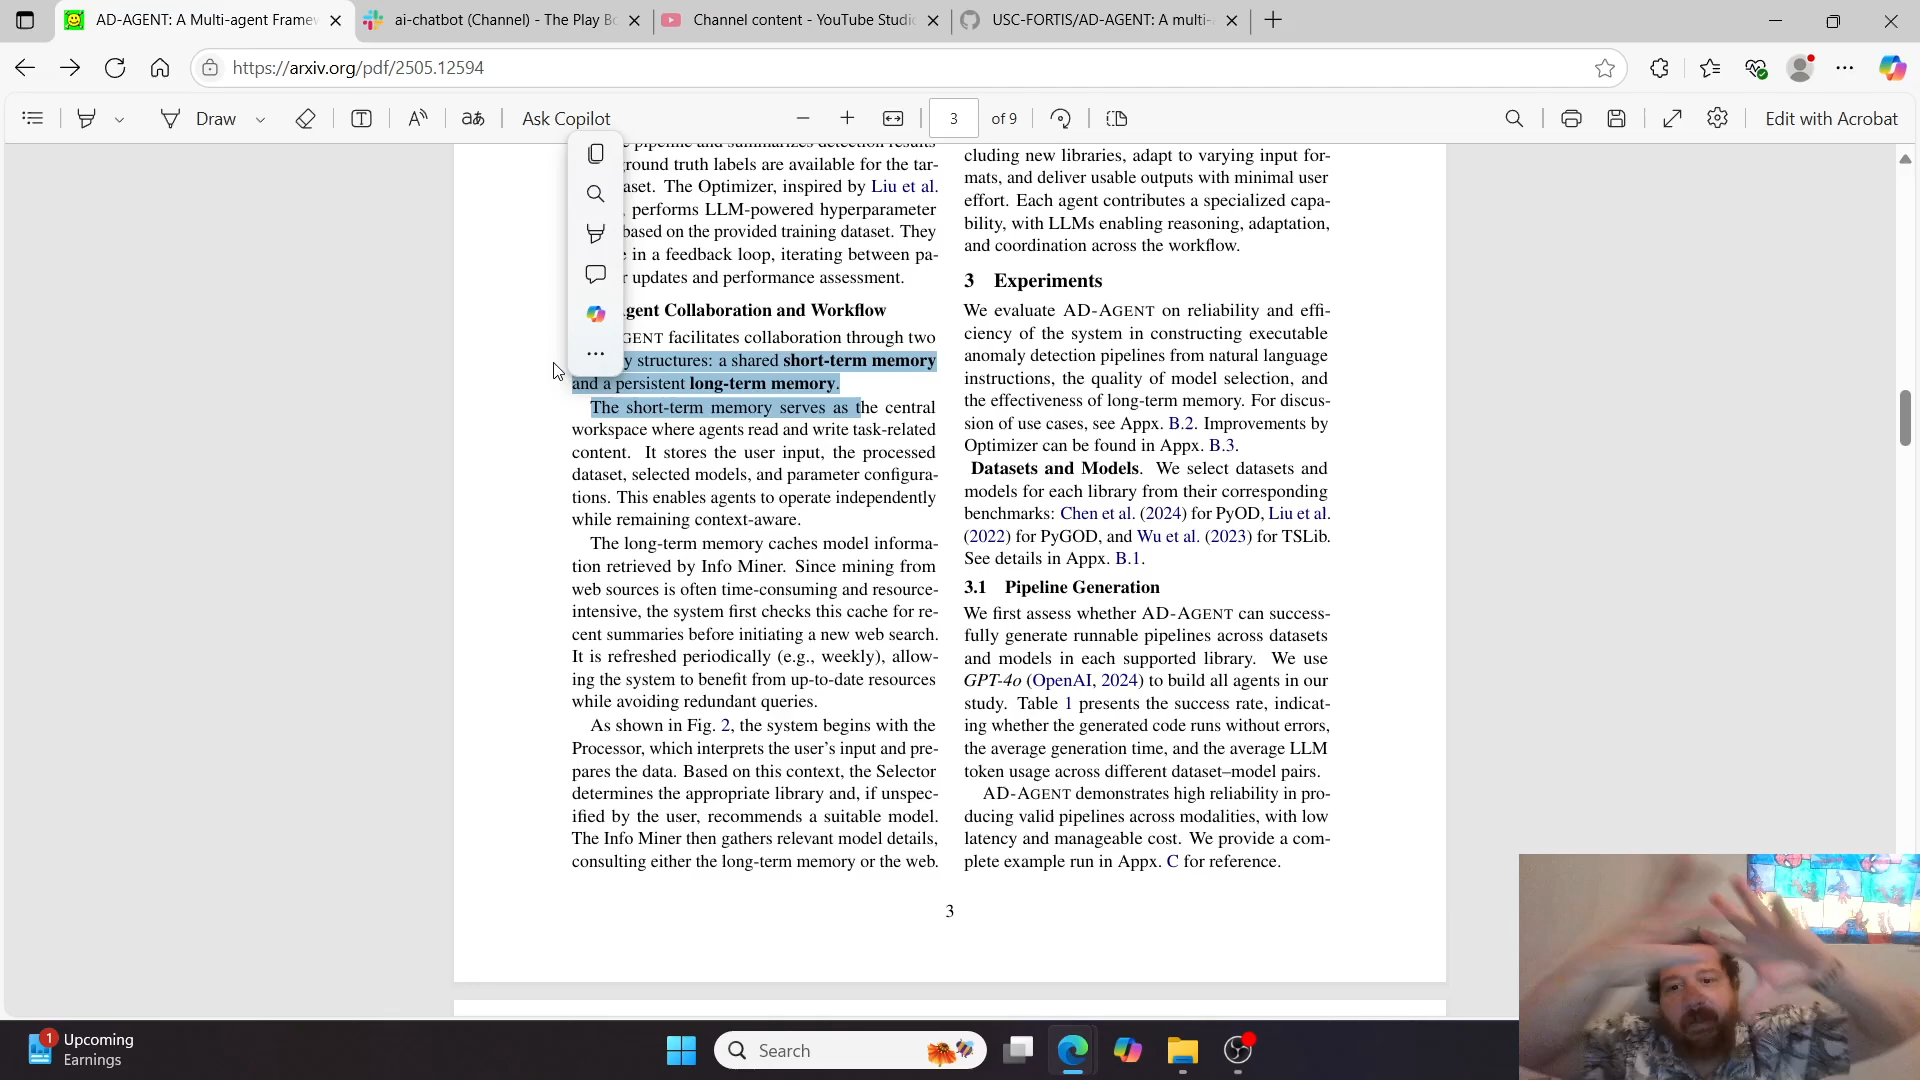 AD-AGENT: A Multi-agent Framew
ai-chatbot (Channel) - The Play Bo
Channel content - YouTube Studio
USC-FORTIS/AD-AGENT: A multi-
https://arxiv.org/pdf/2505.12594
Draw
Ask Copilot
3
of 9
Edit with Acrobat
pipeline and summarizes detection results
ground truth labels are available for the tar-
aset. The Optimizer, inspired by Liu et al.
performs LLM-powered hyperparameter
based on the provided training dataset. They
in a feedback loop, iterating between pa-
r updates and performance assessment.
gent Collaboration and Workflow
GENT facilitates collaboration through two
y structures: a shared short-term memory
and a persistent long-term memory.
The short-term memory serves as the central
workspace where agents read and write task-related
content. It stores the user input, the processed
dataset, selected models, and parameter configura-
tions. This enables agents to operate independently
while remaining context-aware.
The long-term memory caches model informa-
tion retrieved by Info Miner. Since mining from
web sources is often time-consuming and resource-
intensive, the system first checks this cache for re-
cent summaries before initiating a new web search.
It is refreshed periodically (e.g., weekly), allow-
ing the system to benefit from up-to-date resources
while avoiding redundant queries.
As shown in Fig. 2, the system begins with the
Processor, which interprets the user's input and pre-
pares the data. Based on this context, the Selector
determines the appropriate library and, if unspec-
ified by the user, recommends a suitable model.
The Info Miner then gathers relevant model details,
consulting either the long-term memory or the web.
cluding new libraries, adapt to varying input for-
mats, and deliver usable outputs with minimal user
effort. Each agent contributes a specialized capa-
bility, with LLMs enabling reasoning, adaptation,
and coordination across the workflow.
3 Experiments
We evaluate AD-AGENT on reliability and effi-
ciency of the system in constructing executable
anomaly detection pipelines from natural language
instructions, the quality of model selection, and
the effectiveness of long-term memory. For discus-
sion of use cases, see Appx. B.2. Improvements by
Optimizer can be found in Appx. B.3.
Datasets and Models. We select datasets and
models for each library from their corresponding
benchmarks: Chen et al. (2024) for PyOD, Liu et al.
(2022) for PyGOD, and Wu et al. (2023) for TSLib.
See details in Appx. B.1.
3.1 Pipeline Generation
We first assess whether AD-AGENT can success-
fully generate runnable pipelines across datasets
and models in each supported library. We use
GPT-4o (OpenAI, 2024) to build all agents in our
study. Table 1 presents the success rate, indicat-
ing whether the generated code runs without errors,
the average generation time, and the average LLM
token usage across different dataset–model pairs.
AD-AGENT demonstrates high reliability in pro-
ducing valid pipelines across modalities, with low
latency and manageable cost. We provide a com-
plete example run in Appx. C for reference.
3
1
Upcoming
Earnings
Search